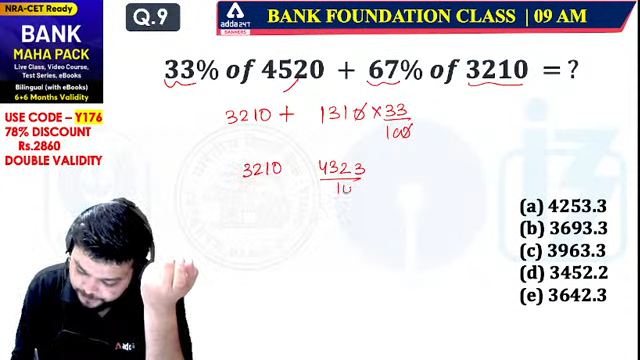 NRA-CET Ready
BANK
MAHA PACK
Live Class, Video Course,
Test Series, eBooks
Bilingual (with eBooks)
6+6 Months Validity
USE CODE – Y176
78% DISCOUNT
Rs.2860
DOUBLE VALIDITY
Q.9
adda247
BANKERS
BANK FOUNDATION CLASS | 09 AM
33% of 4520 + 67% of 3210 = ?
3210 + 1310 × 33
100
3210 4323
10
(a) 4253.3
(b) 3693.3
(c) 3963.3
(d) 3452.2
(e) 3642.3